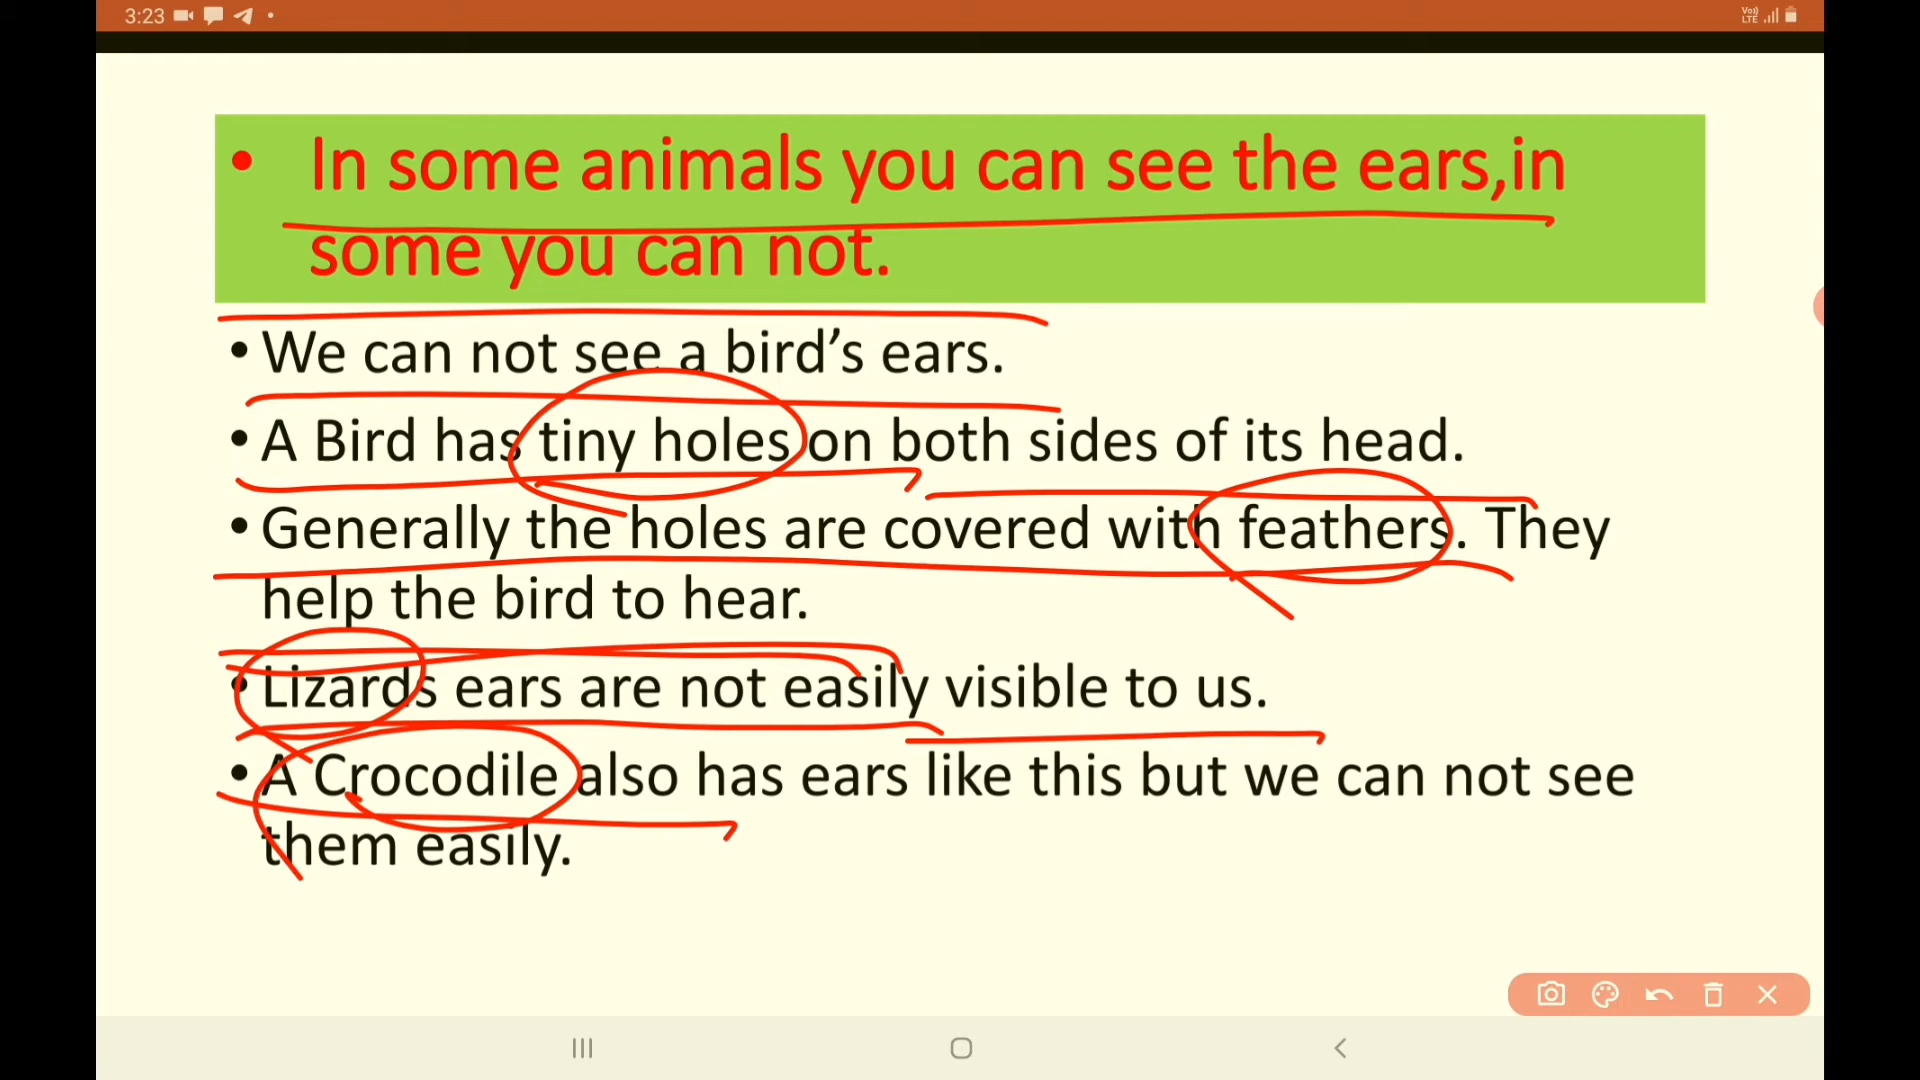 3:23
Vo))
LTE
• In some animals you can see the ears,in
some you can not.
• We can not see a bird’s ears.
• A Bird has tiny holes on both sides of its head.
• Generally the holes are covered with feathers. They
help the bird to hear.
• Lizards ears are not easily visible to us.
• A Crocodile also has ears like this but we can not see
them easily.